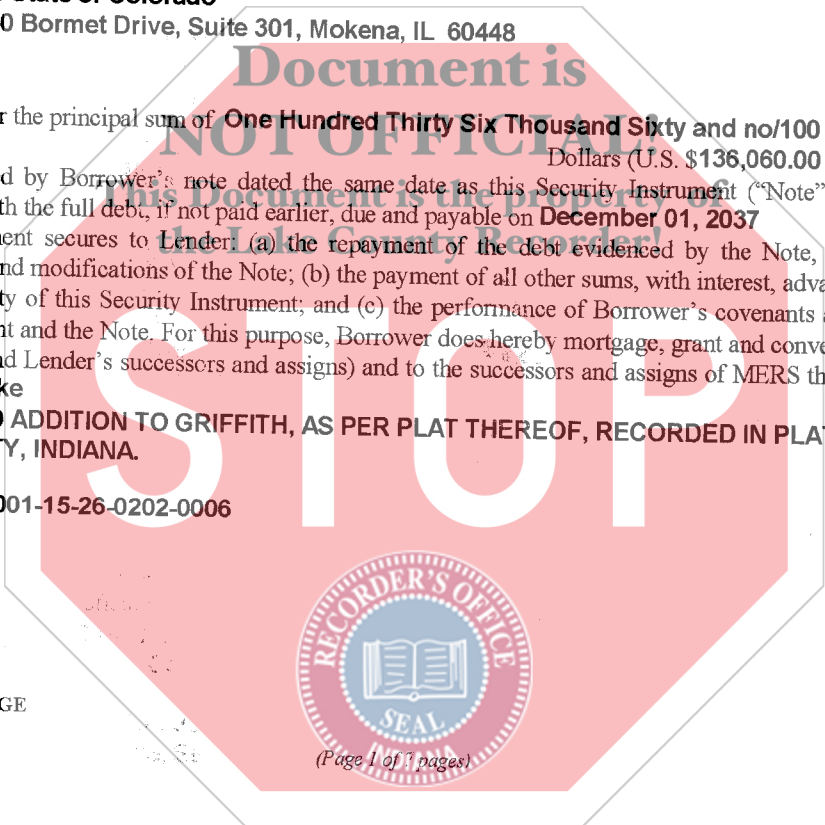 State of Colorado
0 Bormet Drive, Suite 301, Mokena, IL 60448
Document is
r the principal sum of One Hundred Thirty Six Thousand Sixty and no/100
NOT OFFICIAL!
Dollars (U.S. $136,060.00
d by Borrower's note dated the same date as this Security Instrument (“Note”
This Document is the property of
th the full debt, if not paid earlier, due and payable on December 01, 2037
the Lake County Recorder!
ent secures to Lender: (a) the repayment of the debt evidenced by the Note,
nd modifications of the Note; (b) the payment of all other sums, with interest, adva
ty of this Security Instrument; and (c) the performance of Borrower's covenants
nt and the Note. For this purpose, Borrower does hereby mortgage, grant and conve
d Lender's successors and assigns) and to the successors and assigns of MERS th
ke
ADDITION TO GRIFFITH, AS PER PLAT THEREOF, RECORDED IN PLAT
Y, INDIANA.
STOP
001-15-26-0202-0006
RECORDER'S OFFICE
SEAL
INDIANA
GE
(Page 1 of pages)